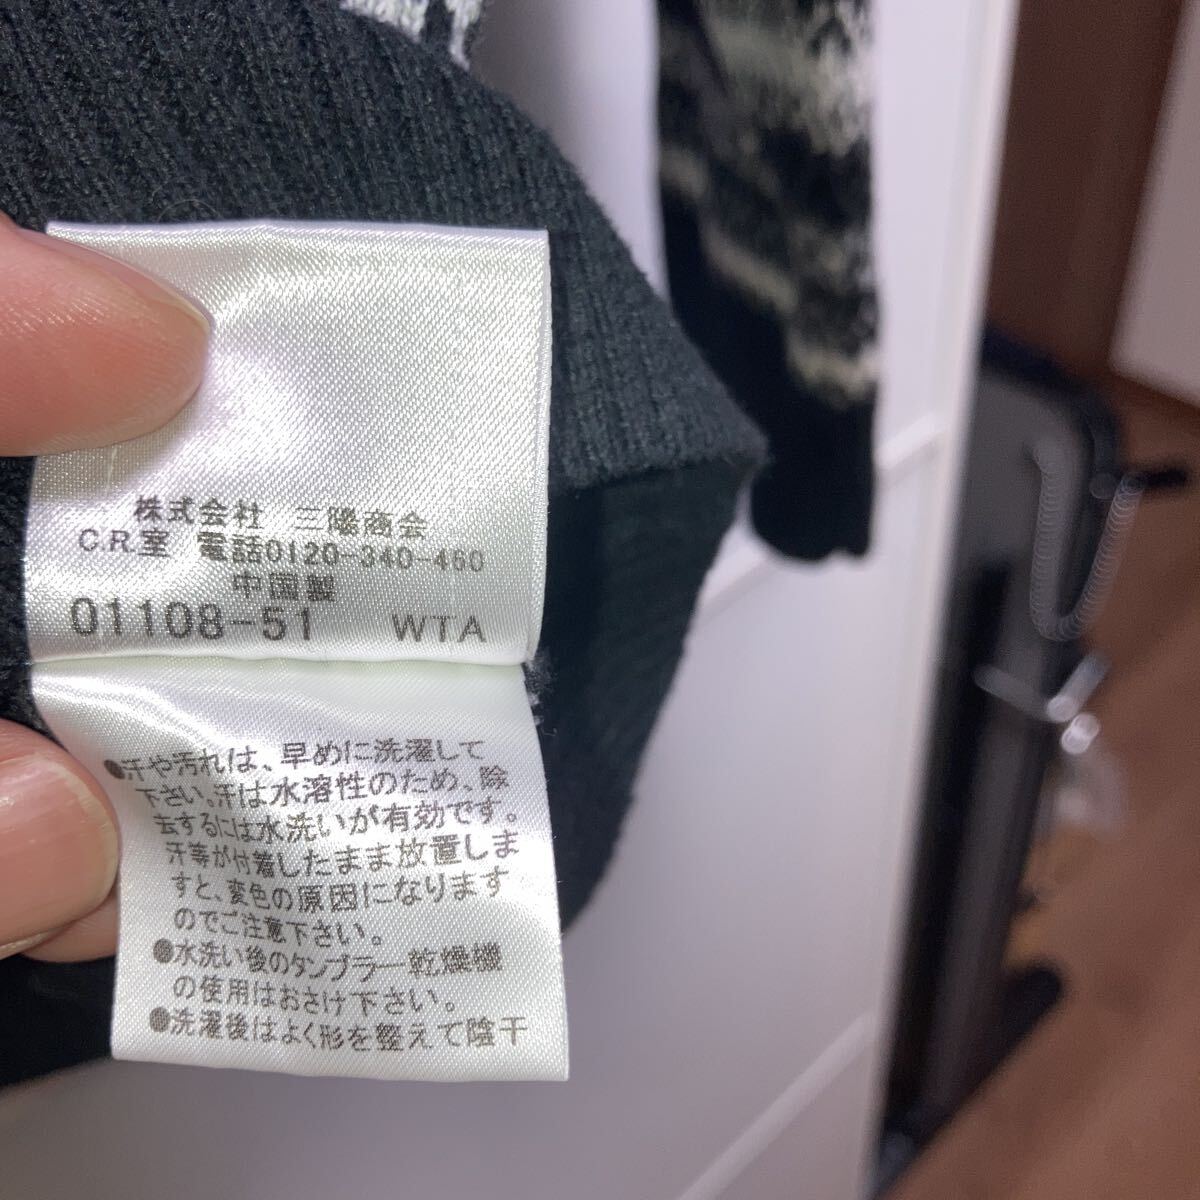 株式会社 三陽商会
C.R.室 電話0120-340-460
中国製
01108-51 WTA
●汗や汚れは、早めに洗濯して
下さい。汗は水溶性のため、除
去するには水洗いが有効です。
汗等が付着したまま放置しま
すと、変色の原因になります
のでご注意下さい。
●水洗い後のタンブラー乾燥機
の使用はおさけ下さい。
●洗濯後はよく形を整えて陰干